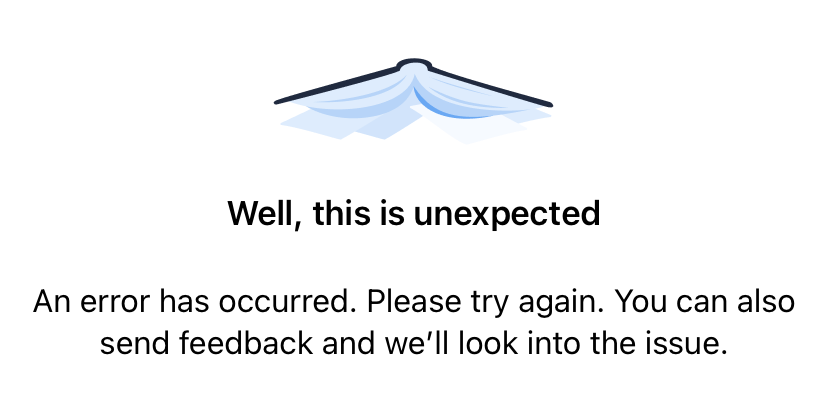 Well, this is unexpected
An error has occurred. Please try again. You can also
send feedback and we’ll look into the issue.